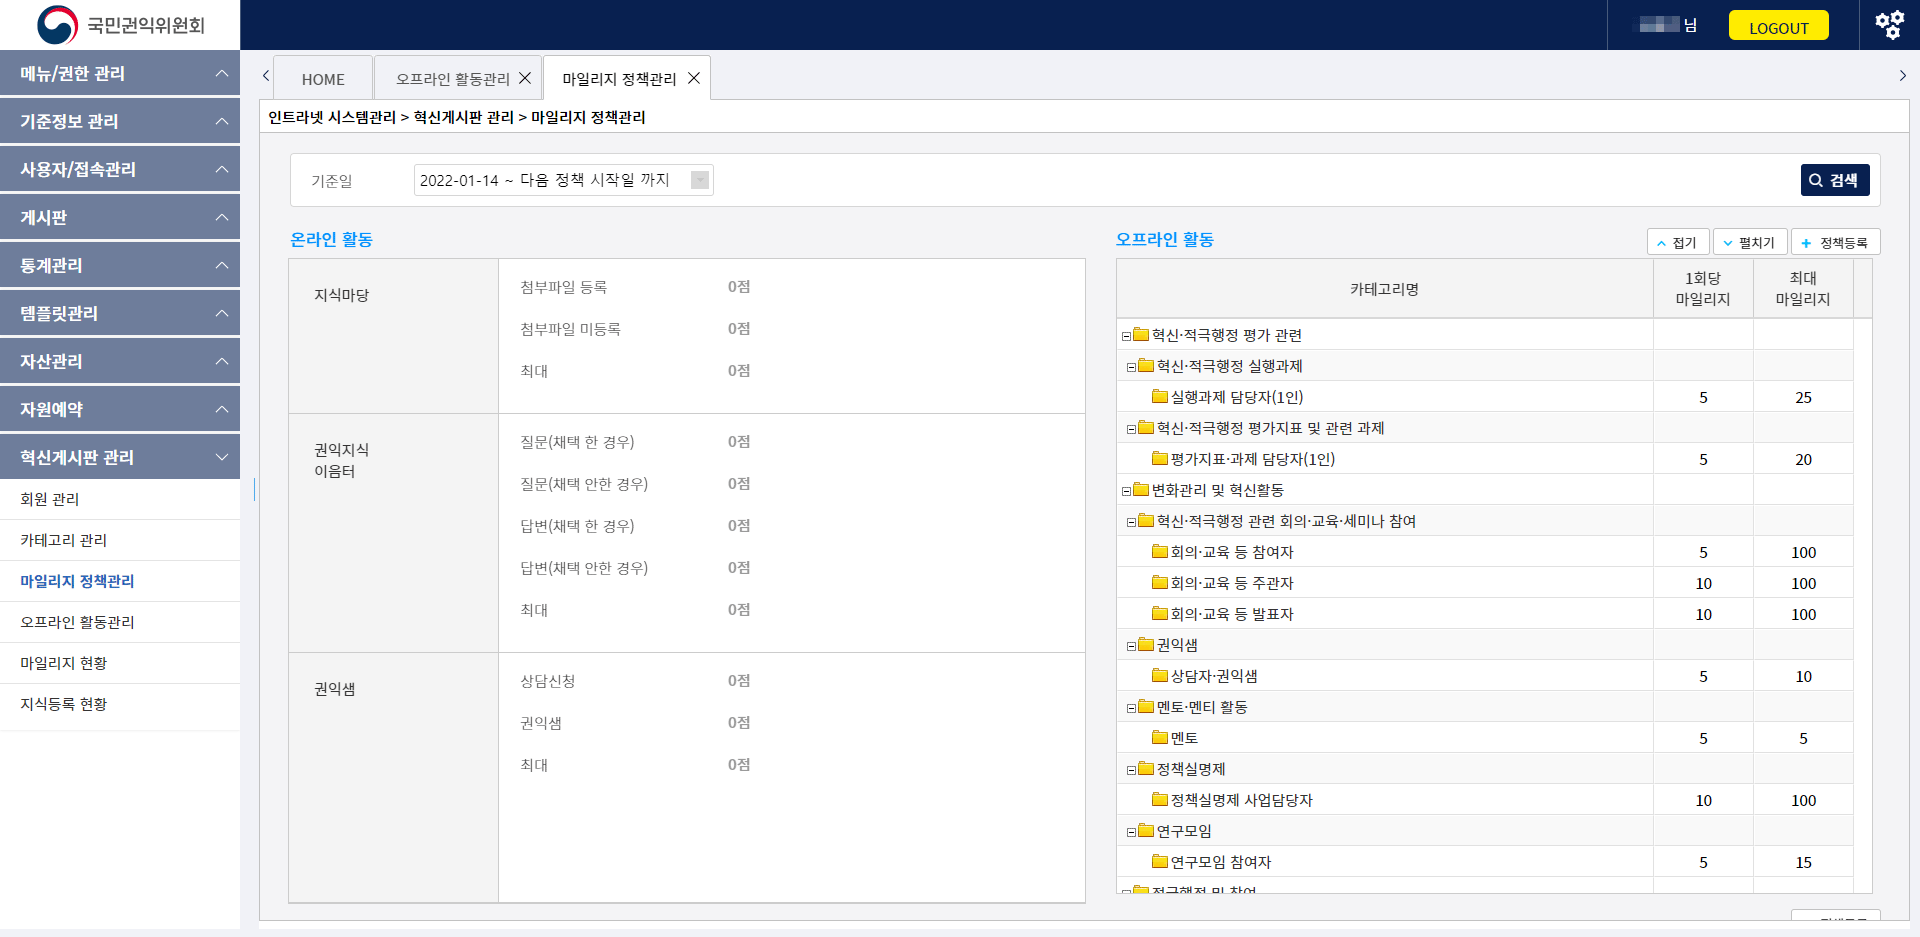 국민권익위원회
님
LOGOUT
메뉴/권한 관리
기준정보 관리
사용자/접속관리
게시판
통계관리
템플릿관리
자산관리
자원예약
혁신게시판 관리
회원 관리
카테고리 관리
마일리지 정책관리
오프라인 활동관리
마일리지 현황
지식등록 현황
HOME
오프라인 활동관리
마일리지 정책관리
인트라넷 시스템관리 > 혁신게시판 관리 > 마일리지 정책관리
기준일
2022-01-14 ~ 다음 정책 시작일 까지
검색
온라인 활동
지식마당
첨부파일 등록 0점
첨부파일 미등록 0점
최대 0점
권익지식
이음터
질문(채택 한 경우) 0점
질문(채택 안한 경우) 0점
답변(채택 한 경우) 0점
답변(채택 안한 경우) 0점
최대 0점
권익샘
상담신청 0점
권익샘 0점
최대 0점
오프라인 활동
접기
펼치기
정책등록
카테고리명
1회당
마일리지
최대
마일리지
혁신·적극행정 평가 관련
혁신·적극행정 실행과제
실행과제 담당자(1인) 5 25
혁신·적극행정 평가지표 및 관련 과제
평가지표·과제 담당자(1인) 5 20
변화관리 및 혁신활동
혁신·적극행정 관련 회의·교육·세미나 참여
회의·교육 등 참여자 5 100
회의·교육 등 주관자 10 100
회의·교육 등 발표자 10 100
권익샘
상담자·권익샘 5 10
멘토·멘티 활동
멘토 5 5
정책실명제
정책실명제 사업담당자 10 100
연구모임
연구모임 참여자 5 15
적극행정 및 참여